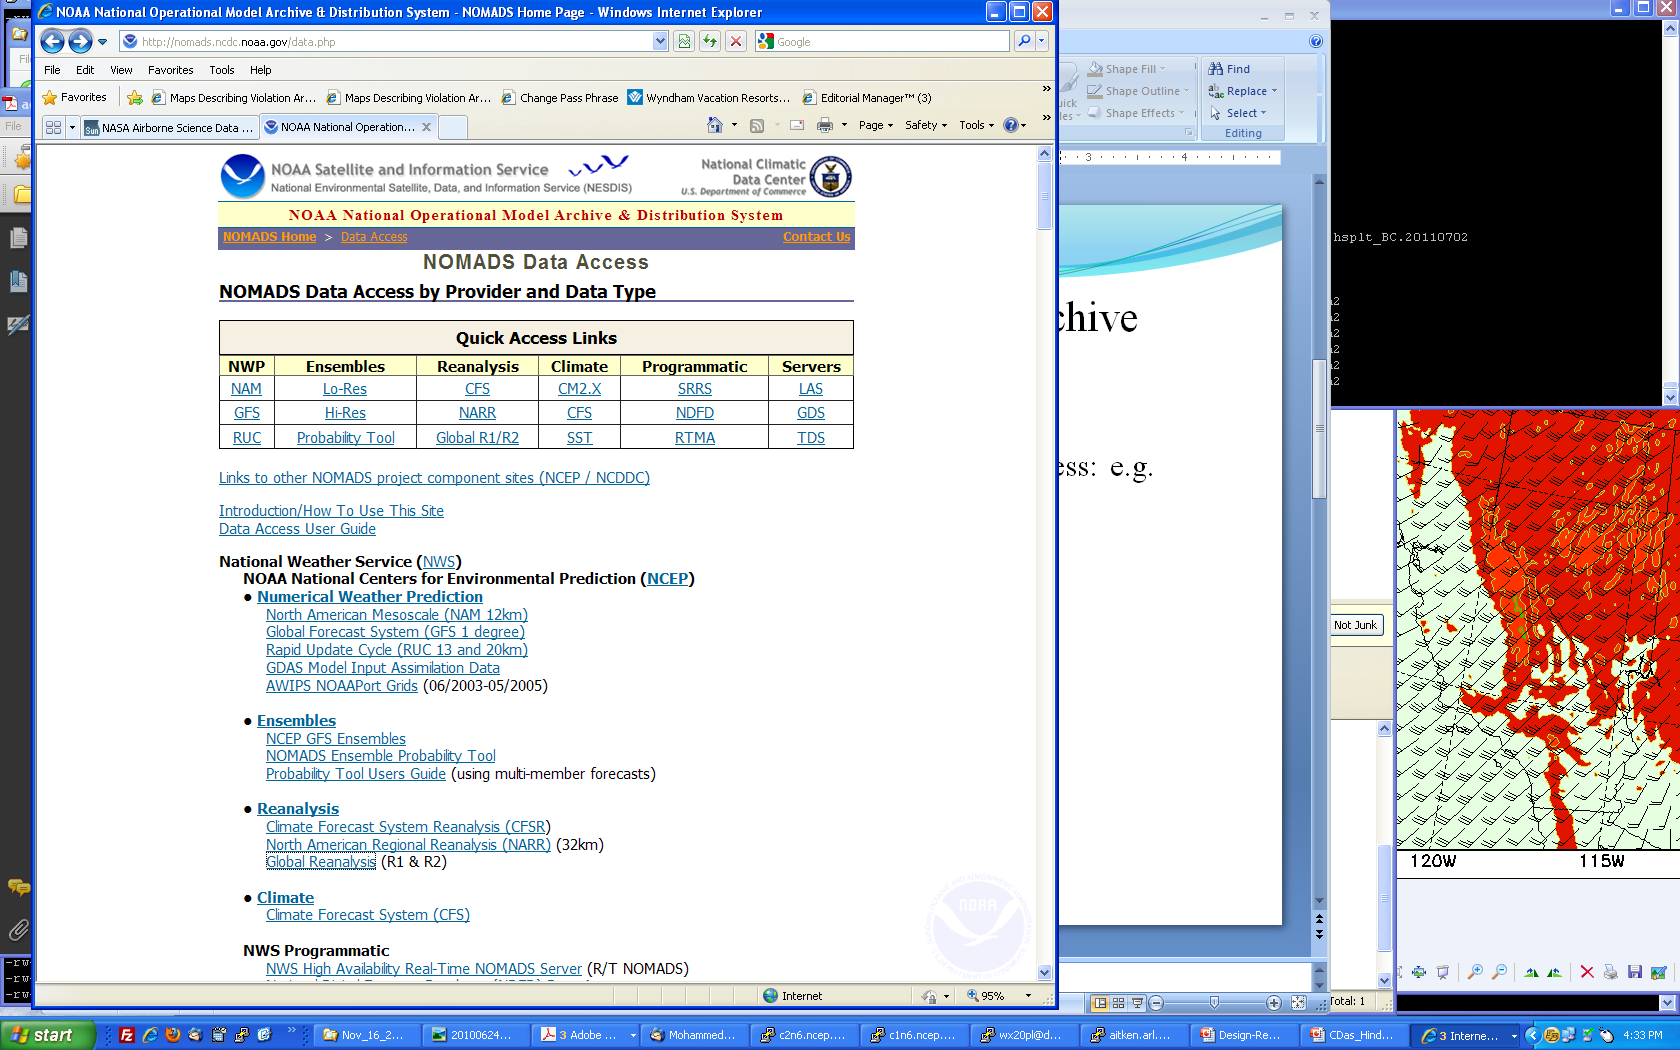 NOAA National Operational Model Archive & Distribution System - NOMADS Home Page - Windows Internet Explorer
http://nomads.ncdc.noaa.gov/data.php
Google
File Edit View Favorites Tools Help
Favorites
Maps Describing Violation Ar...
Maps Describing Violation Ar...
Change Pass Phrase
Wyndham Vacation Resorts...
Editorial Manager™ (3)
NASA Airborne Science Data ...
NOAA National Operation...
Page Safety Tools
NOAA Satellite and Information Service
National Environmental Satellite, Data, and Information Service (NESDIS)
National Climatic
Data Center
U.S. Department of Commerce
NOAA National Operational Model Archive & Distribution System
NOMADS Home > Data Access Contact Us
NOMADS Data Access
NOMADS Data Access by Provider and Data Type
Quick Access Links
NWP Ensembles Reanalysis Climate Programmatic Servers
NAM Lo-Res CFS CM2.X SRRS LAS
GFS Hi-Res NARR CFS NDFD GDS
RUC Probability Tool Global R1/R2 SST RTMA TDS
Links to other NOMADS project component sites (NCEP / NCDDC)
Introduction/How To Use This Site
Data Access User Guide
National Weather Service (NWS)
NOAA National Centers for Environmental Prediction (NCEP)
● Numerical Weather Prediction
North American Mesoscale (NAM 12km)
Global Forecast System (GFS 1 degree)
Rapid Update Cycle (RUC 13 and 20km)
GDAS Model Input Assimilation Data
AWIPS NOAAPort Grids (06/2003-05/2005)
● Ensembles
NCEP GFS Ensembles
NOMADS Ensemble Probability Tool
Probability Tool Users Guide (using multi-member forecasts)
● Reanalysis
Climate Forecast System Reanalysis (CFSR)
North American Regional Reanalysis (NARR) (32km)
Global Reanalysis (R1 & R2)
● Climate
Climate Forecast System (CFS)
NWS Programmatic
NWS High Availability Real-Time NOMADS Server (R/T NOMADS)
NOAA
Internet
95%
Shape Fill
Shape Outline
Shape Effects
Find
Replace
Select
Editing
3 4
chive
ess: e.g.
hsplt_BC.20110702
a2
a2
a2
a2
a2
a2
Not Junk
120W 115W
Total: 1
-rw
-rw
-rw
start
Nov_16_2...
20100624...
3 Adobe ...
Mohammed...
c2n6.ncep....
c1n6.ncep....
wx20pl@d...
aitken.arl....
Design-Re...
CDas_Hind...
3 Interne...
4:33 PM